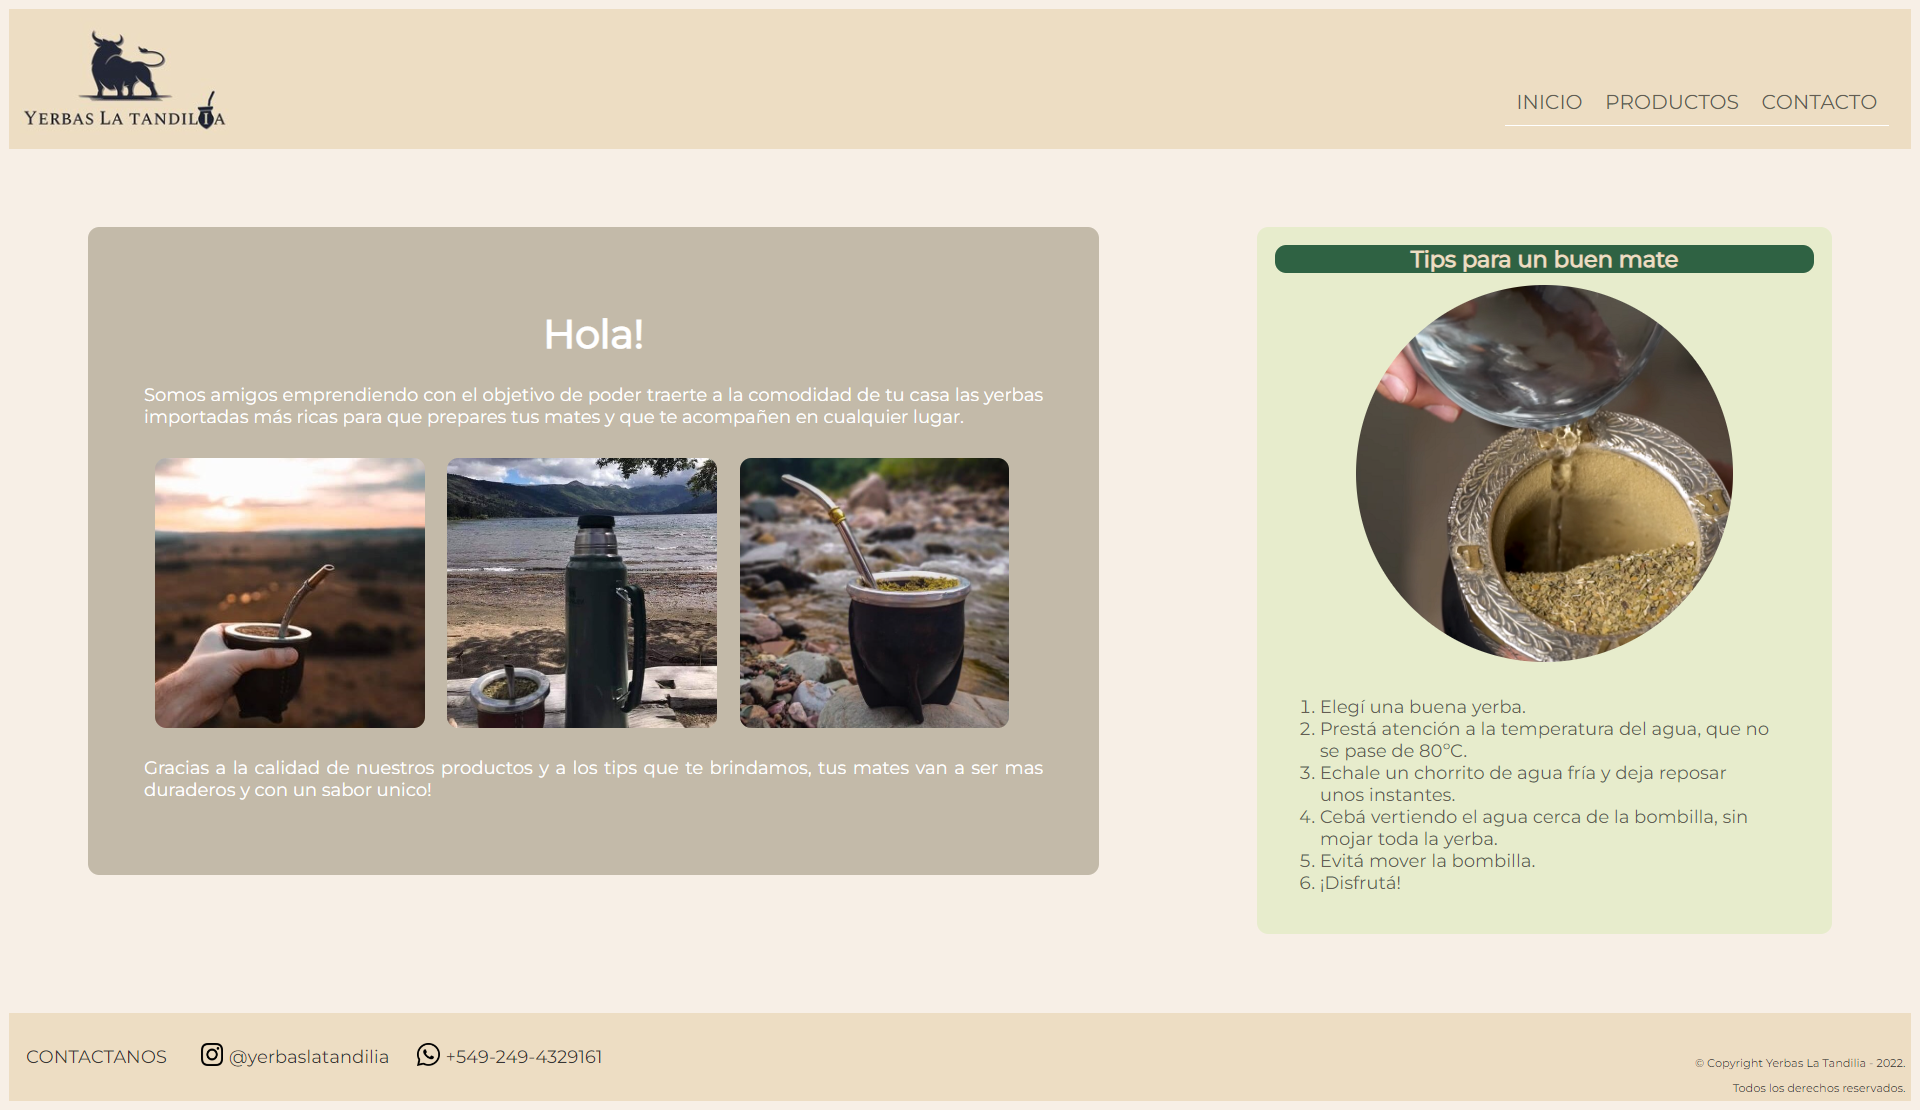 YERBAS LA TANDILIA
INICIO PRODUCTOS CONTACTO
Hola!
Somos amigos emprendiendo con el objetivo de poder traerte a la comodidad de tu casa las yerbas
importadas más ricas para que prepares tus mates y que te acompañen en cualquier lugar.
Gracias a la calidad de nuestros productos y a los tips que te brindamos, tus mates van a ser mas
duraderos y con un sabor unico!
Tips para un buen mate
1. Elegí una buena yerba.
2. Prestá atención a la temperatura del agua, que no
se pase de 80ºC.
3. Echale un chorrito de agua fría y deja reposar
unos instantes.
4. Cebá vertiendo el agua cerca de la bombilla, sin
mojar toda la yerba.
5. Evitá mover la bombilla.
6. ¡Disfrutá!
CONTACTANOS @yerbaslatandilia +549-249-4329161
© Copyright Yerbas La Tandilia - 2022.
Todos los derechos reservados.